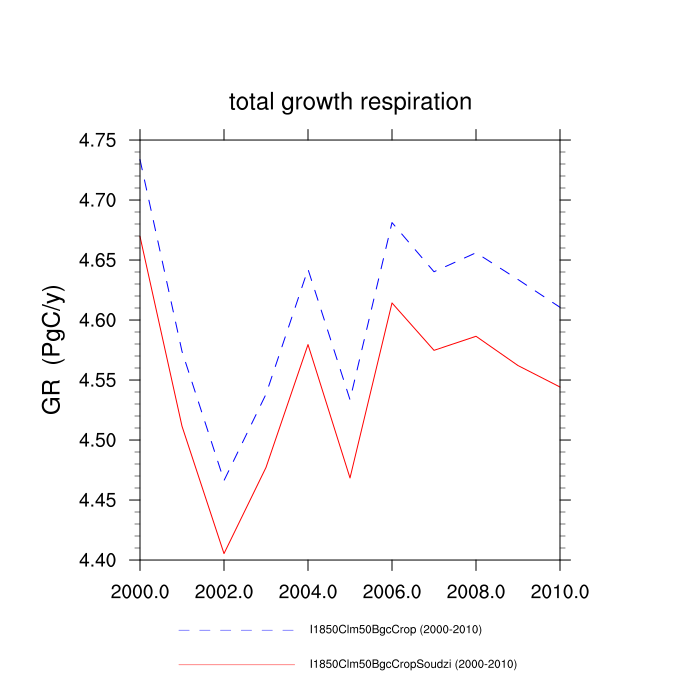 total growth respiration
GR (PgC/y)
4.75
4.70
4.65
4.60
4.55
4.50
4.45
4.40
2000.0 2002.0 2004.0 2006.0 2008.0 2010.0
I1850Clm50BgcCrop (2000-2010)
I1850Clm50BgcCropSoudzi (2000-2010)